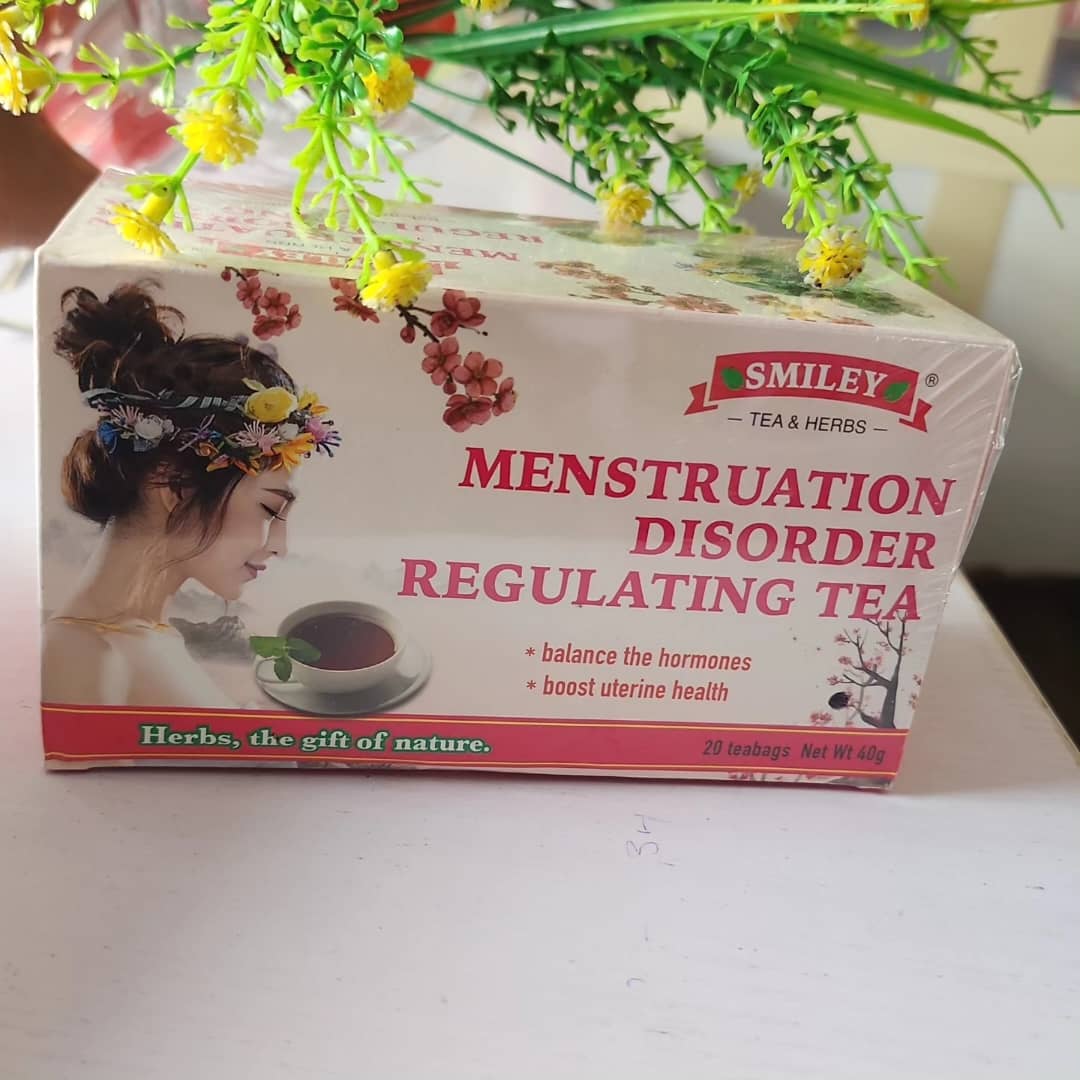 SMILEY ®
— TEA & HERBS —
MENSTRUATION
DISORDER
REGULATING TEA
* balance the hormones
* boost uterine health
Herbs, the gift of nature.
20 teabags Net Wt 40g